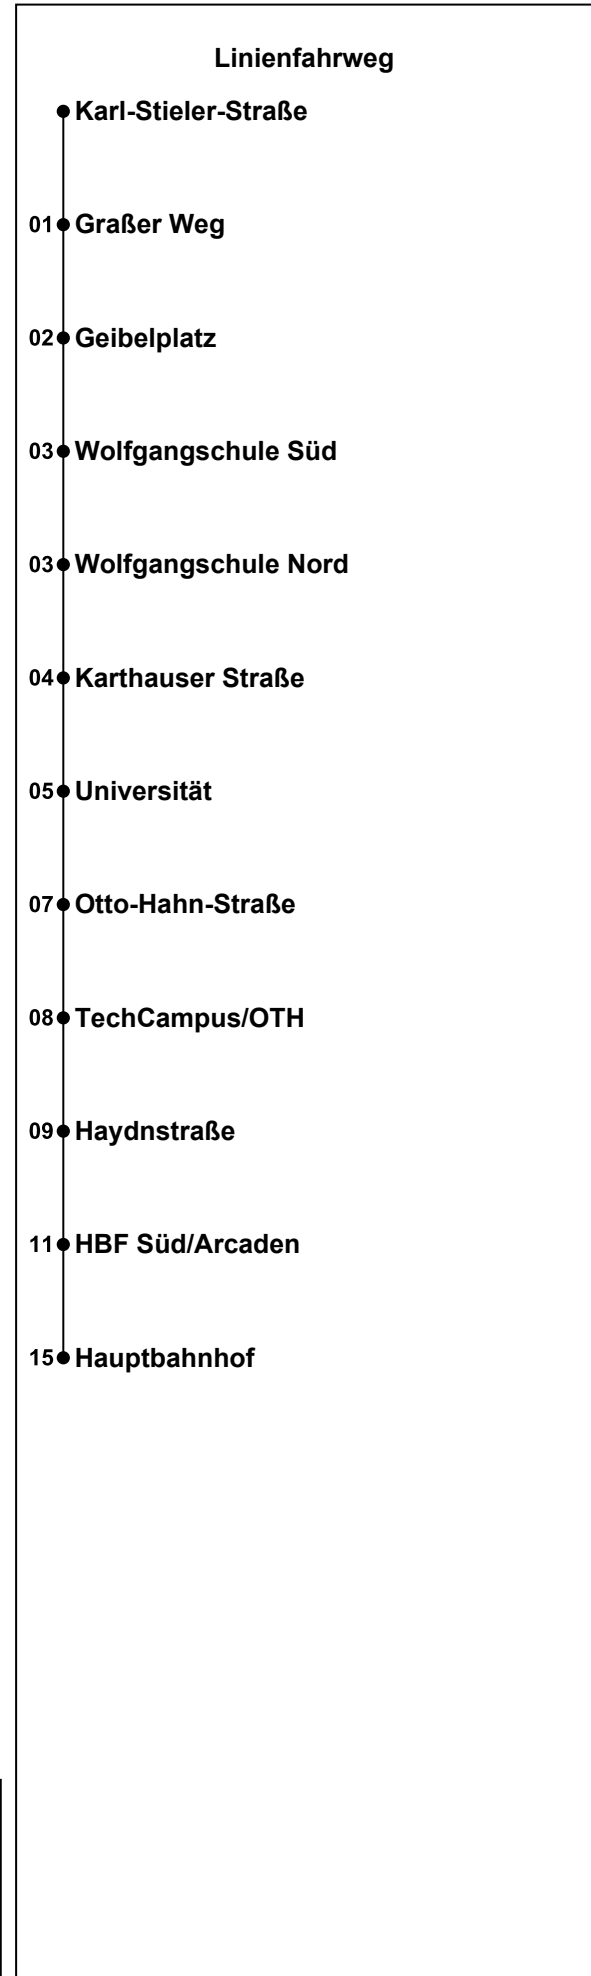 Linienfahrweg
Karl-Stieler-Straße
01 Graßer Weg
02 Geibelplatz
03 Wolfgangschule Süd
03 Wolfgangschule Nord
04 Karthauser Straße
05 Universität
07 Otto-Hahn-Straße
08 TechCampus/OTH
09 Haydnstraße
11 HBF Süd/Arcaden
15 Hauptbahnhof